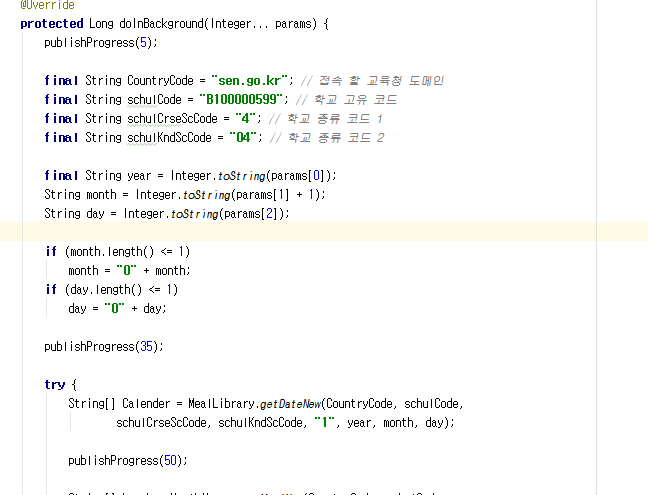 @Override
protected Long doInBackground(Integer... params) {
publishProgress(5);
final String CountryCode = "sen.go.kr"; // 접속 할 교육청 도메인
final String schulCode = "B100000599"; // 학교 고유 코드
final String schulCrseScCode = "4"; // 학교 종류 코드 1
final String schulKndScCode = "04"; // 학교 종류 코드 2
final String year = Integer.toString(params[0]);
String month = Integer.toString(params[1] + 1);
String day = Integer.toString(params[2]);
if (month.length() <= 1)
month = "0" + month;
if (day.length() <= 1)
day = "0" + day;
publishProgress(35);
try {
String[] Calender = MealLibrary.getDateNew(CountryCode, schulCode,
schulCrseScCode, schulKndScCode, "1", year, month, day);
publishProgress(50);